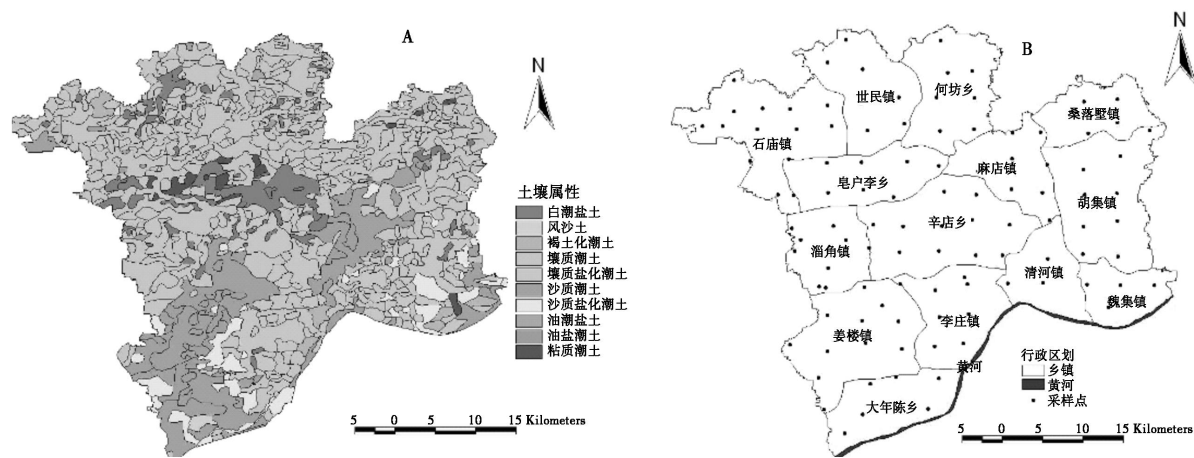 A
N
土壤属性
白潮盐土
风沙土
褐土化潮土
壤质潮土
壤质盐化潮土
沙质潮土
沙质盐化潮土
油潮盐土
油盐潮土
粘质潮土
5 0 5 10 15 Kilometers
B
N
世民镇
何坊乡
桑落墅镇
石庙镇
麻店镇
皂户李乡
胡集镇
辛店乡
淄角镇
清河镇
魏集镇
姜楼镇
李庄镇
黄河
大年陈乡
行政区划
乡镇
黄河
采样点
5 0 5 10 15 Kilometers